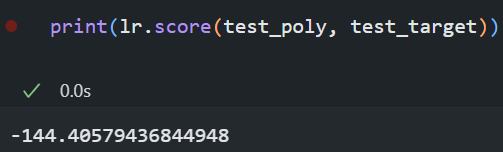 print(lr.score(test_poly, test_target))
0.0s
-144.40579436844948